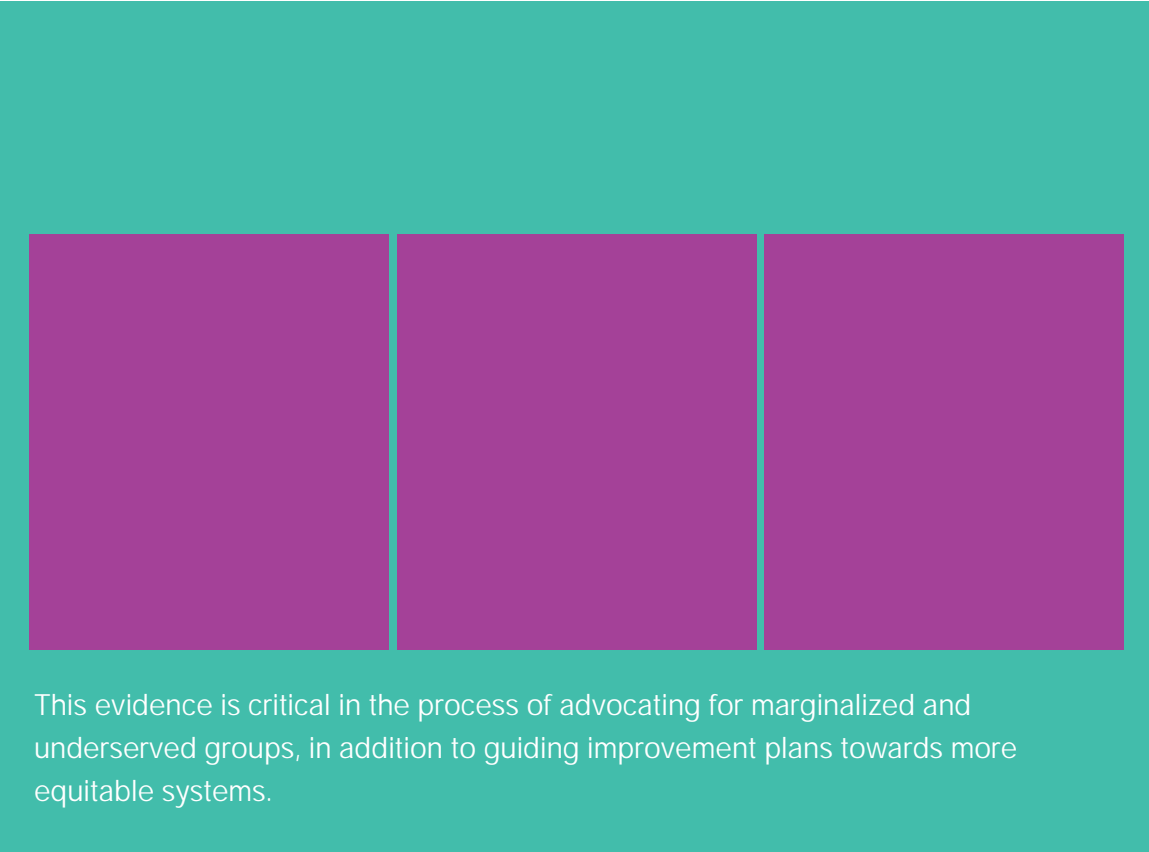 This evidence is critical in the process of advocating for marginalized and
underserved groups, in addition to guiding improvement plans towards more
equitable systems.